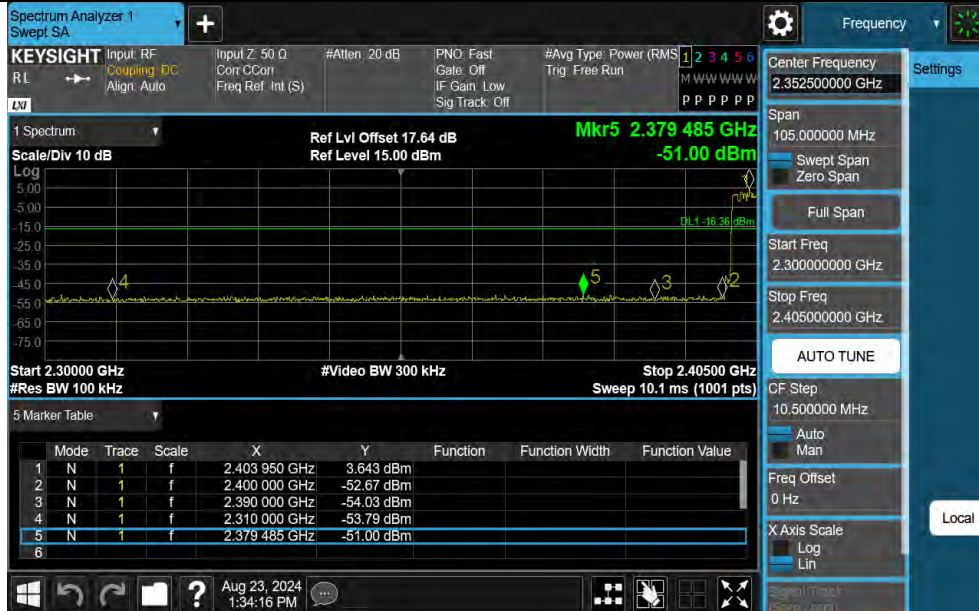 Spectrum Analyzer 1
Swept SA
Frequency
KEYSIGHT Input: RF
RL Coupling: DC
Align: Auto
LXI
Input Z: 50 Ω
Corr CCorr
Freq Ref: Int (S)
#Atten: 20 dB
PNO: Fast
Gate: Off
IF Gain: Low
Sig Track: Off
#Avg Type: Power (RMS
Trig: Free Run
1 2 3 4 5 6
M W W W W W
P P P P P P
1 Spectrum
Scale/Div 10 dB
Ref Lvl Offset 17.64 dB
Ref Level 15.00 dBm
Mkr5 2.379 485 GHz
-51.00 dBm
Log
5.00
-5.00
-15.0
-25.0
-35.0
-45.0
-55.0
-65.0
-75.0
DL1 -16.36 dBm
4
5
3
2
Start 2.30000 GHz
#Res BW 100 kHz
#Video BW 300 kHz
Stop 2.40500 GHz
Sweep 10.1 ms (1001 pts)
5 Marker Table
Mode Trace Scale X Y Function Function Width Function Value
1 N 1 f 2.403 950 GHz 3.643 dBm
2 N 1 f 2.400 000 GHz -52.67 dBm
3 N 1 f 2.390 000 GHz -54.03 dBm
4 N 1 f 2.310 000 GHz -53.79 dBm
5 N 1 f 2.379 485 GHz -51.00 dBm
6
?
Aug 23, 2024
1:34:16 PM
Center Frequency
2.352500000 GHz
Settings
Span
105.000000 MHz
Swept Span
Zero Span
Full Span
Start Freq
2.300000000 GHz
Stop Freq
2.405000000 GHz
AUTO TUNE
CF Step
10.500000 MHz
Auto
Man
Freq Offset
0 Hz
X Axis Scale
Log
Lin
Local
Signal Track